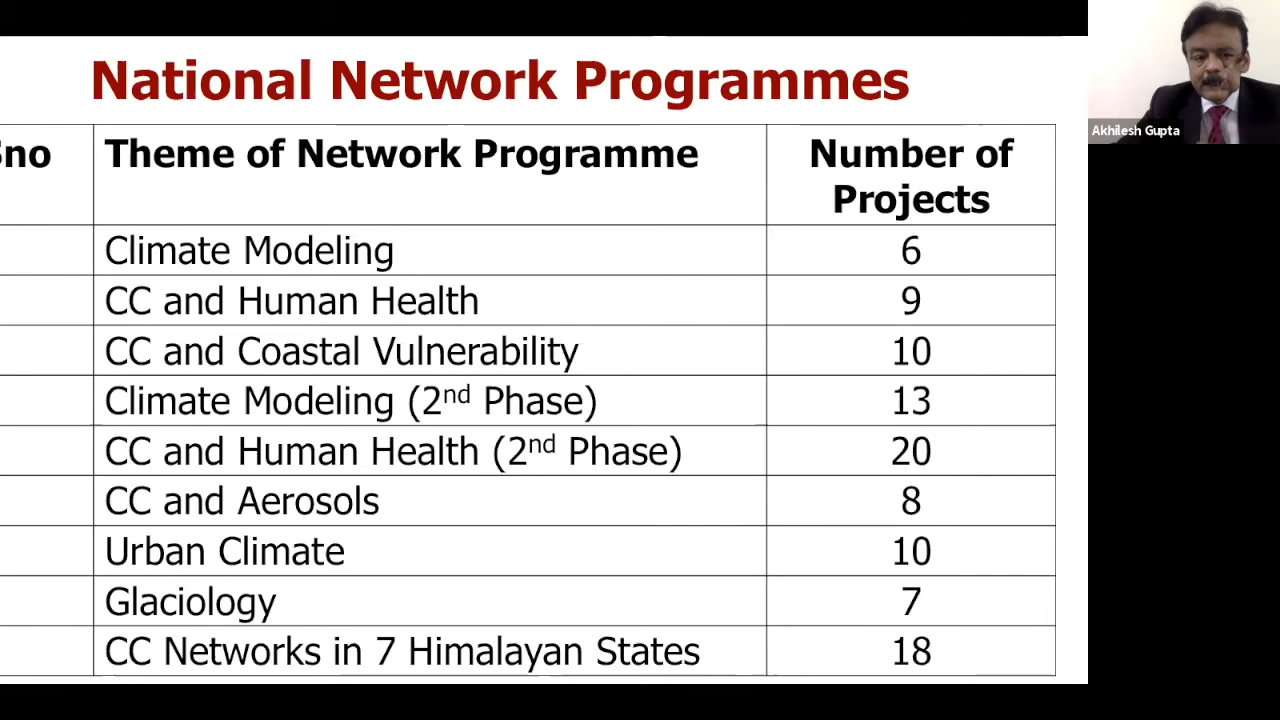 National Network Programmes
Akhilesh Gupta
Sno Theme of Network Programme Number of
Projects
Climate Modeling 6
CC and Human Health 9
CC and Coastal Vulnerability 10
Climate Modeling (2nd Phase) 13
CC and Human Health (2nd Phase) 20
CC and Aerosols 8
Urban Climate 10
Glaciology 7
CC Networks in 7 Himalayan States 18